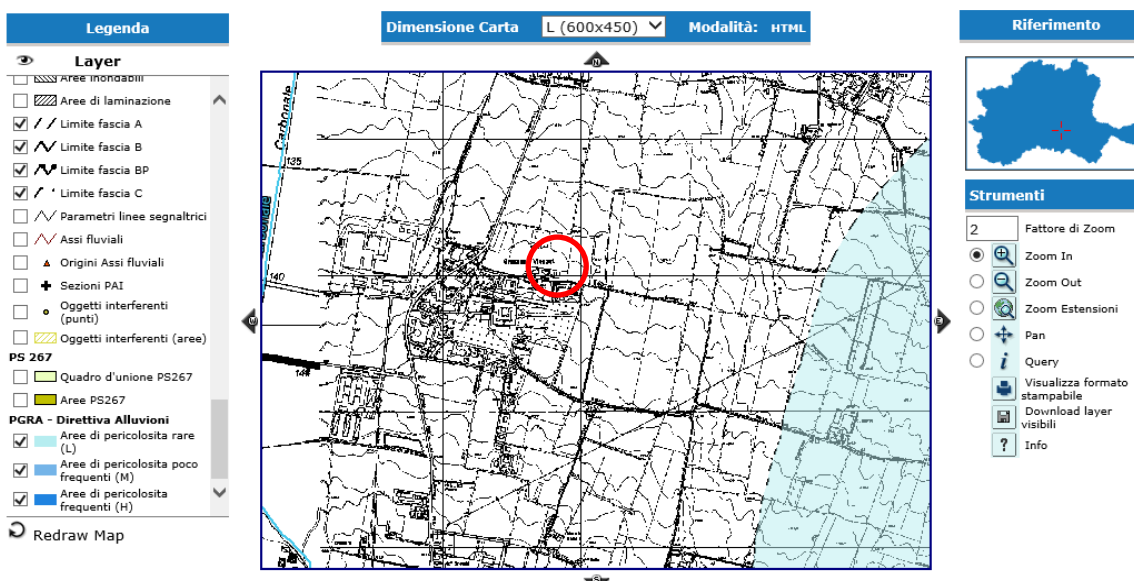 Legenda
Layer
Aree inondabili
Aree di laminazione
Limite fascia A
Limite fascia B
Limite fascia BP
Limite fascia C
Parametri linee segnaltrici
Assi fluviali
Origini Assi fluviali
Sezioni PAI
Oggetti interferenti
(punti)
Oggetti interferenti (aree)
PS 267
Quadro d'unione PS267
Aree PS267
PGRA - Direttiva Alluvioni
Aree di pericolosita rare
(L)
Aree di pericolosita poco
frequenti (M)
Aree di pericolosita
frequenti (H)
Redraw Map
Dimensione Carta L (600x450) Modalità: HTML
N
Carbonale
135
140
Riferimento
Strumenti
2 Fattore di Zoom
Zoom In
Zoom Out
Zoom Estensioni
Pan
i Query
Visualizza formato
stampabile
Download layer
visibili
? Info